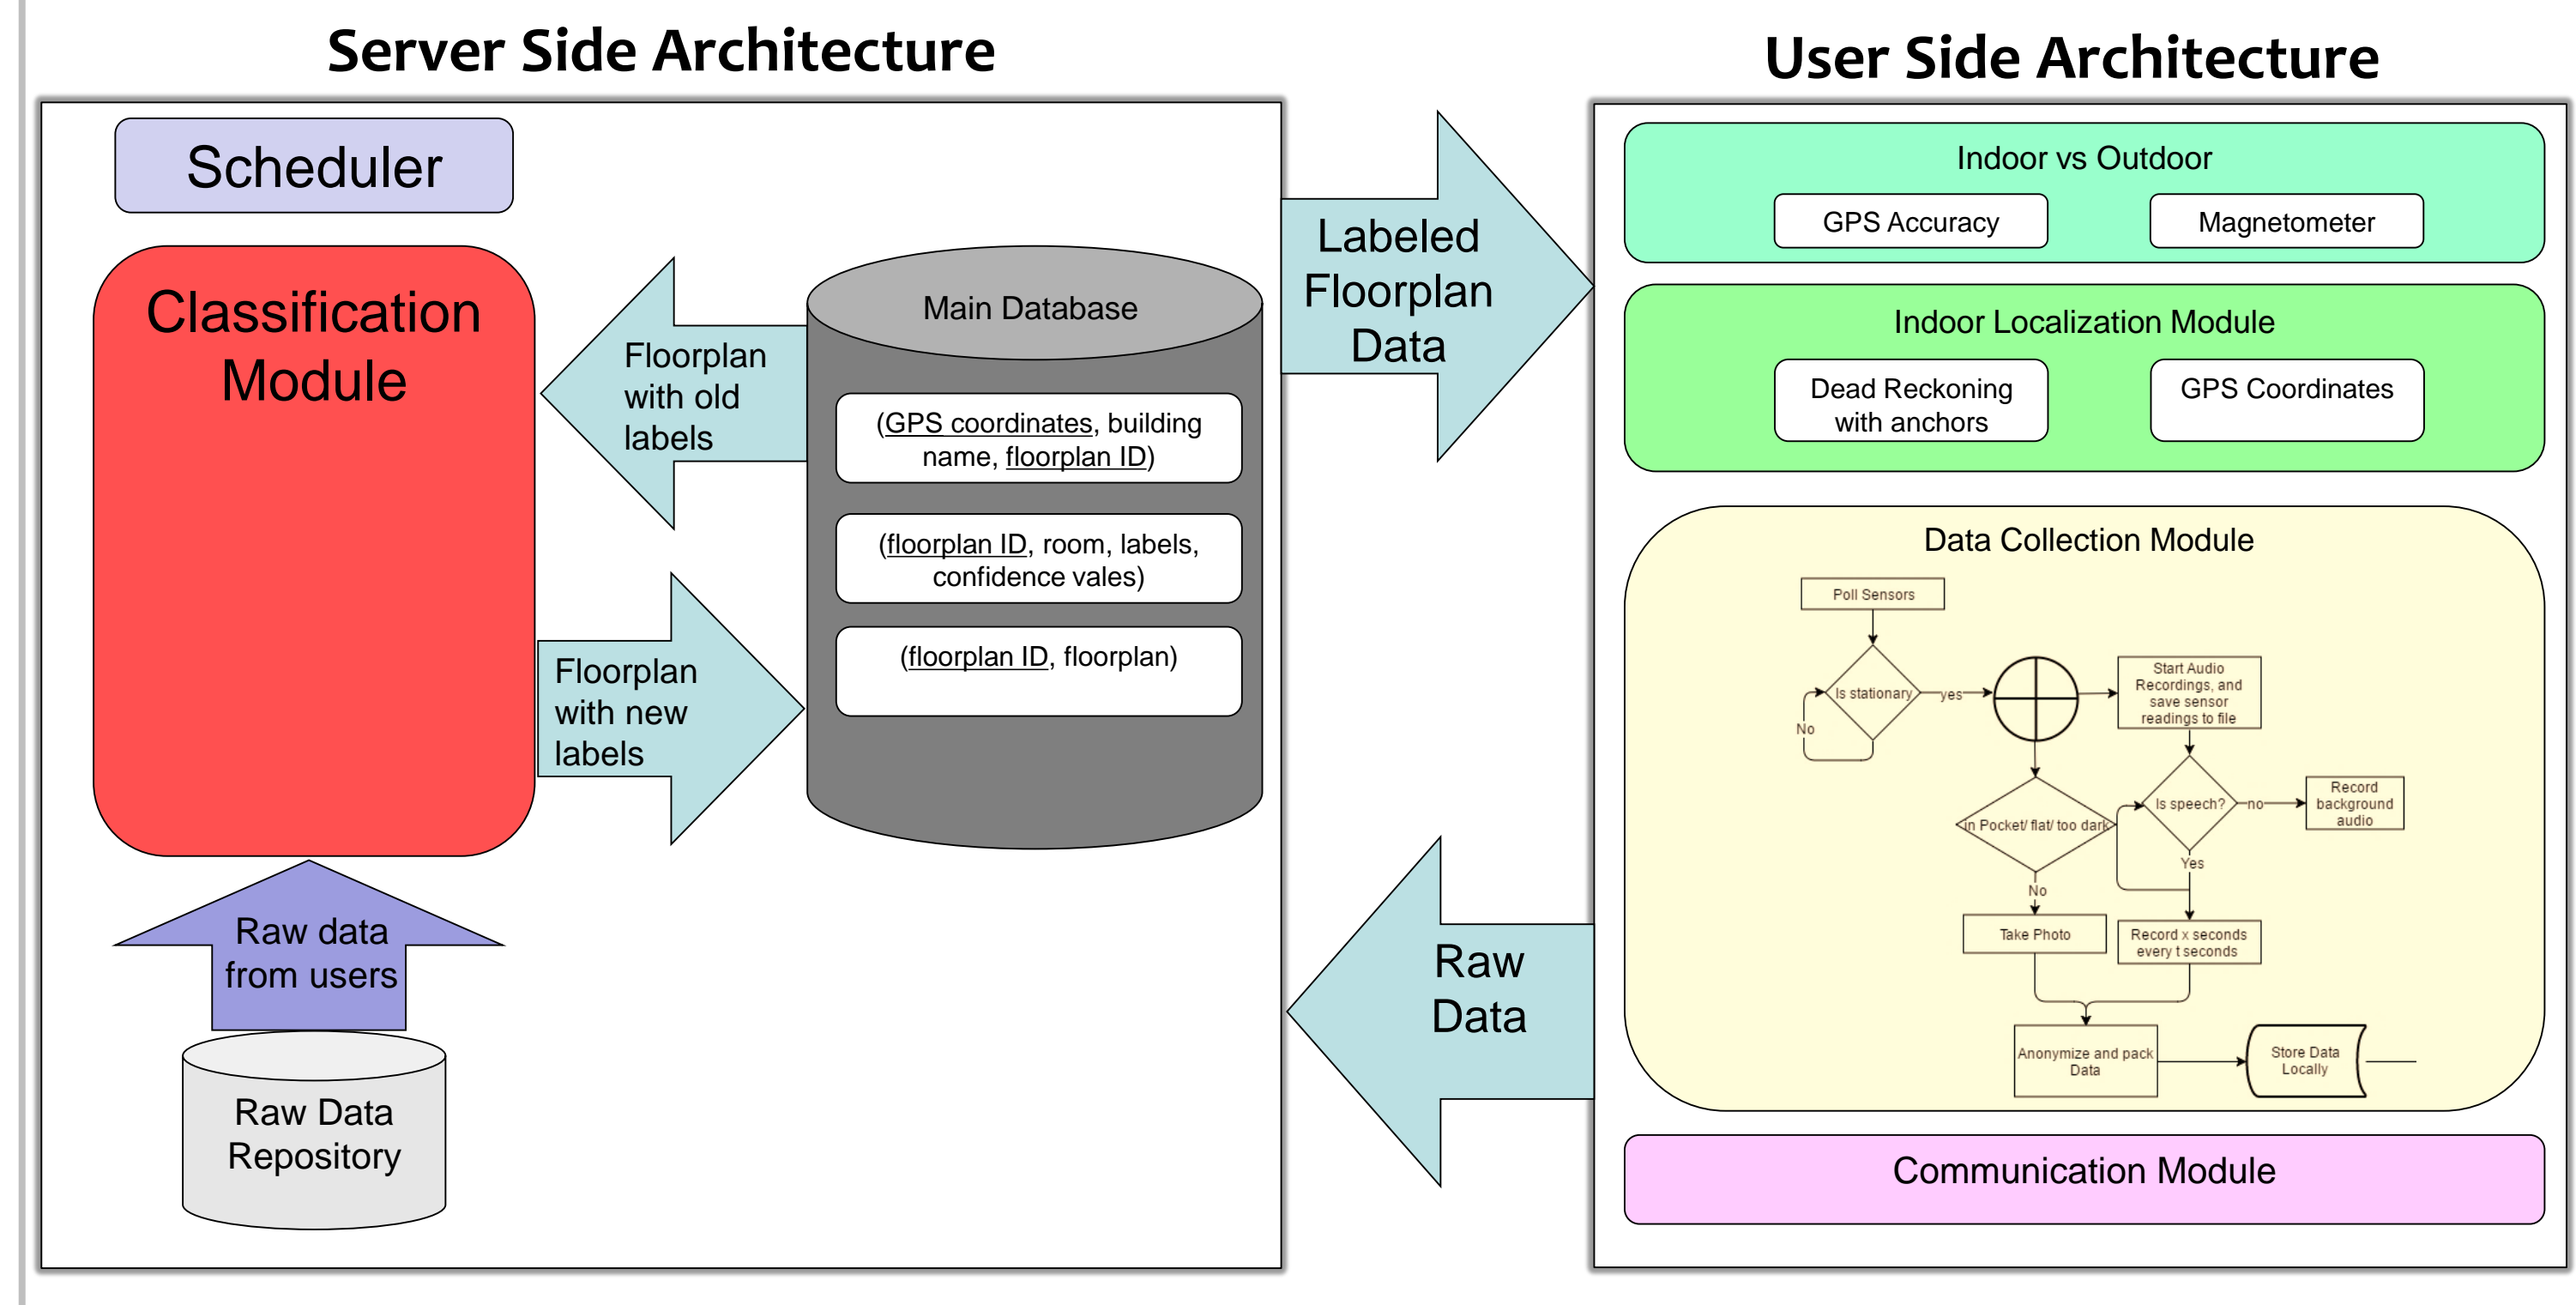 Server Side Architecture
Scheduler
Classification
Module
Floorplan
with old
labels
Floorplan
with new
labels
Main Database
(GPS coordinates, building
name, floorplan ID)
(floorplan ID, room, labels,
confidence vales)
(floorplan ID, floorplan)
Raw data
from users
Raw Data
Repository
Labeled
Floorplan
Data
Raw
Data
User Side Architecture
Indoor vs Outdoor
GPS Accuracy
Magnetometer
Indoor Localization Module
Dead Reckoning
with anchors
GPS Coordinates
Data Collection Module
Poll Sensors
Is stationary
yes
No
Start Audio
Recordings, and
save sensor
readings to file
in Pocket/ flat/ too dark
Is speech?
no
Record
background
audio
Yes
No
Take Photo
Record x seconds
every t seconds
Anonymize and pack
Data
Store Data
Locally
Communication Module